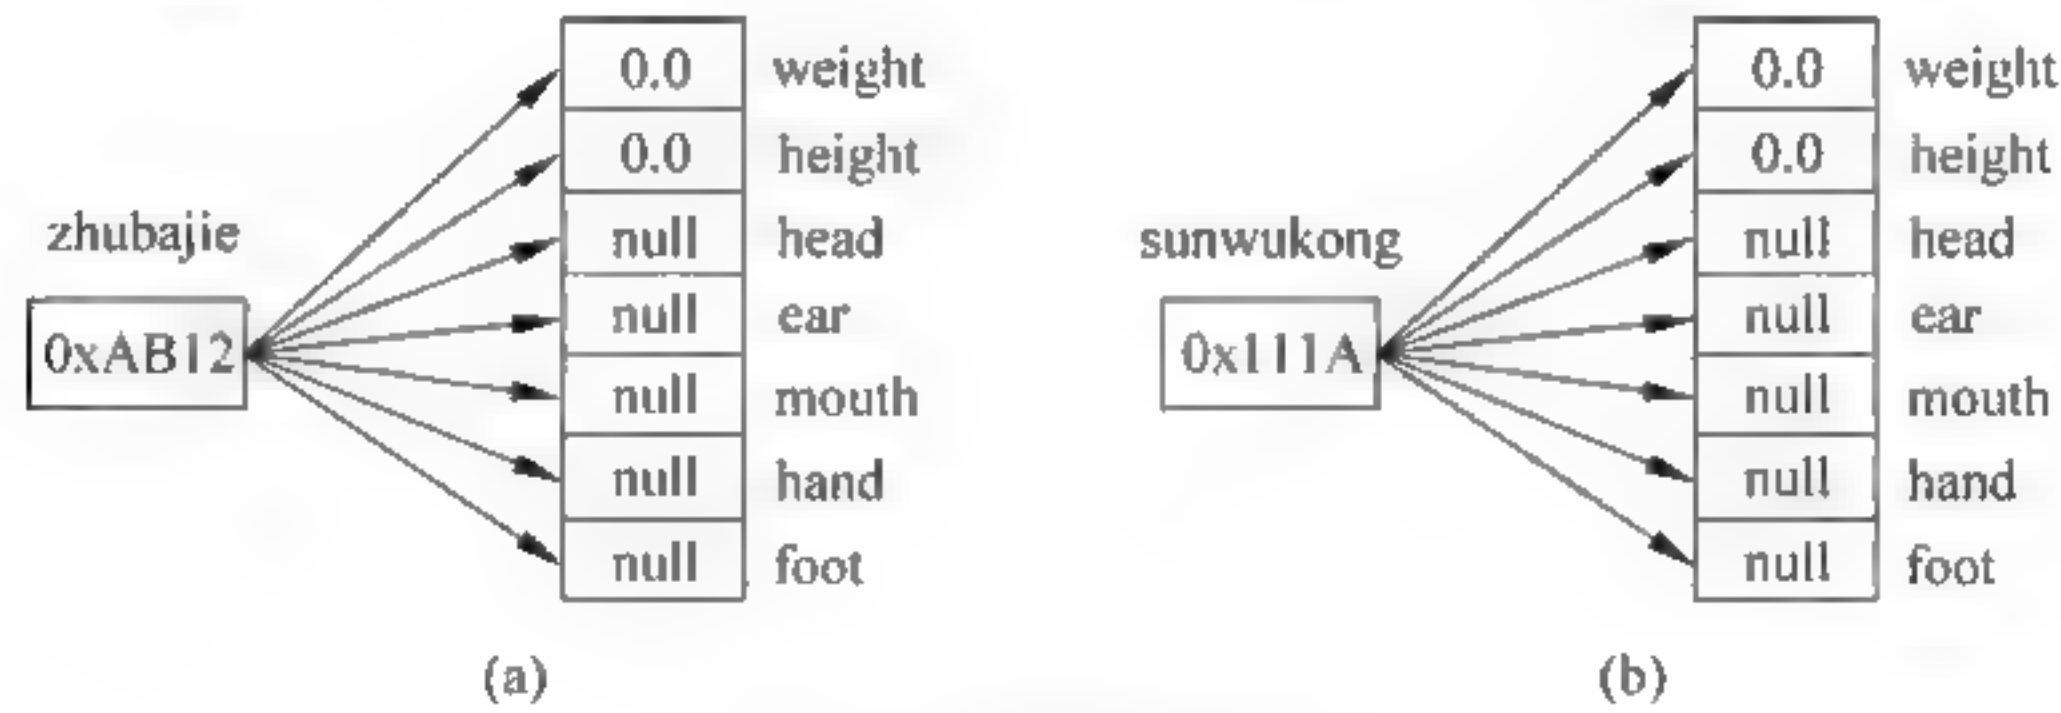 0.0 weight
0.0 height
zhubajie
null head
null ear
0xAB12
null mouth
null hand
null foot
(a)
0.0 weight
0.0 height
sunwukong
null head
null ear
0x111A
null mouth
null hand
null foot
(b)